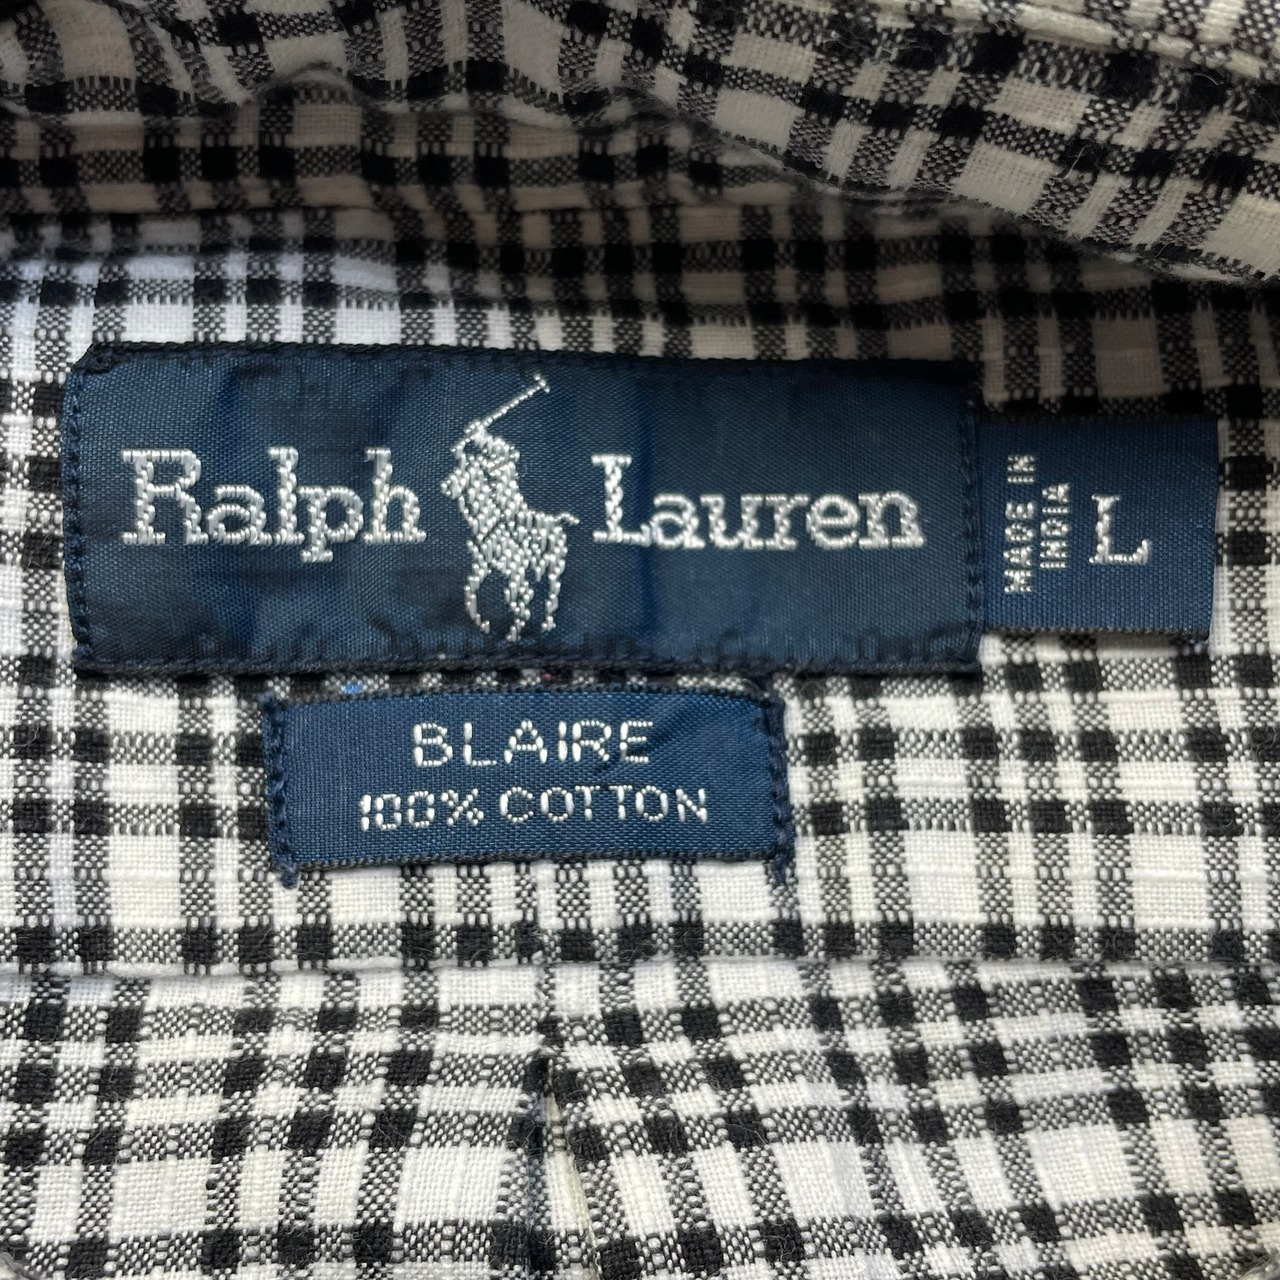 Ralph Lauren
MADE IN
INDIA
L
BLAIRE
100% COTTON